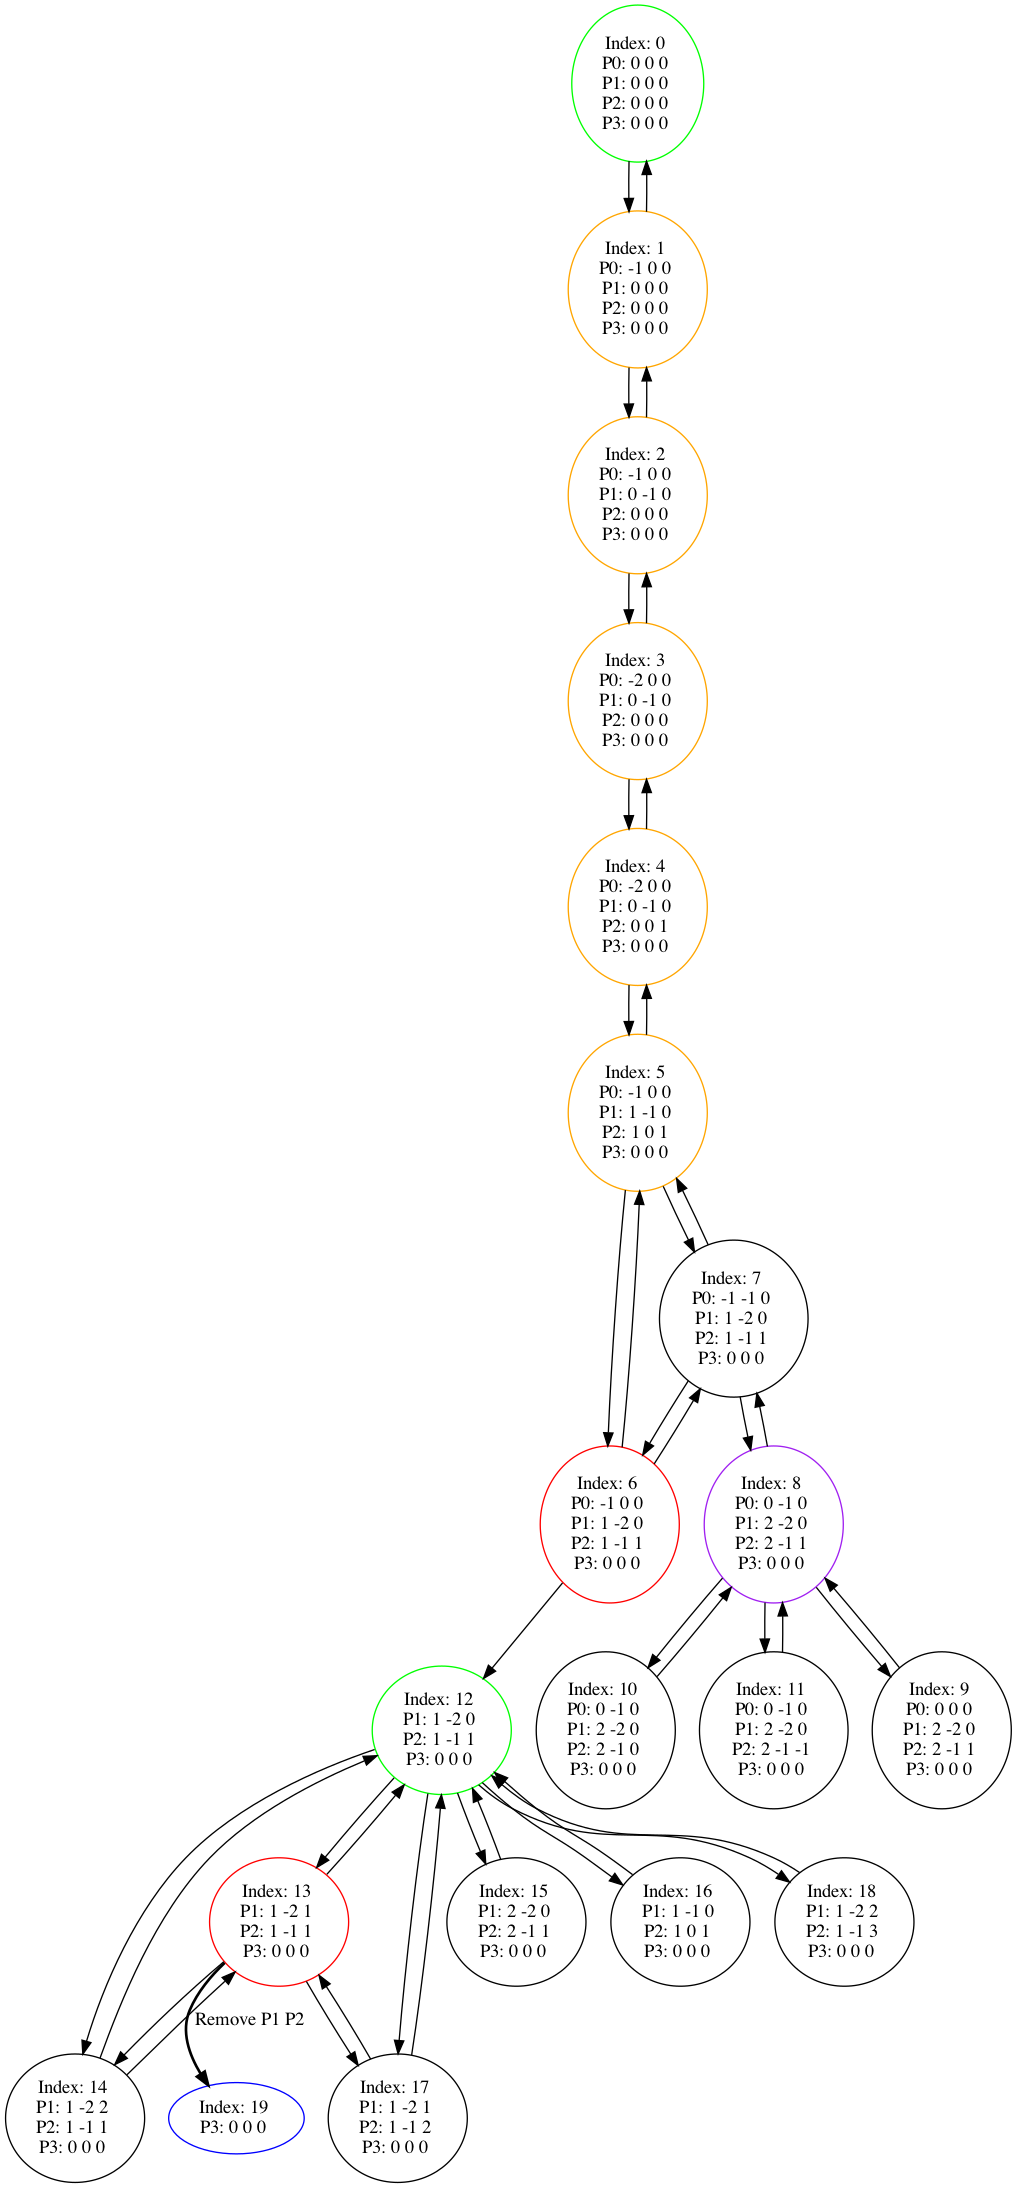 Index: 0
P0: 0 0 0
P1: 0 0 0
P2: 0 0 0
P3: 0 0 0
Index: 1
P0: -1 0 0
P1: 0 0 0
P2: 0 0 0
P3: 0 0 0
Index: 2
P0: -1 0 0
P1: 0 -1 0
P2: 0 0 0
P3: 0 0 0
Index: 3
P0: -2 0 0
P1: 0 -1 0
P2: 0 0 0
P3: 0 0 0
Index: 4
P0: -2 0 0
P1: 0 -1 0
P2: 0 0 1
P3: 0 0 0
Index: 5
P0: -1 0 0
P1: 1 -1 0
P2: 1 0 1
P3: 0 0 0
Index: 7
P0: -1 -1 0
P1: 1 -2 0
P2: 1 -1 1
P3: 0 0 0
Index: 6
P0: -1 0 0
P1: 1 -2 0
P2: 1 -1 1
P3: 0 0 0
Index: 8
P0: 0 -1 0
P1: 2 -2 0
P2: 2 -1 1
P3: 0 0 0
Index: 12
P1: 1 -2 0
P2: 1 -1 1
P3: 0 0 0
Index: 10
P0: 0 -1 0
P1: 2 -2 0
P2: 2 -1 0
P3: 0 0 0
Index: 11
P0: 0 -1 0
P1: 2 -2 0
P2: 2 -1 -1
P3: 0 0 0
Index: 9
P0: 0 0 0
P1: 2 -2 0
P2: 2 -1 1
P3: 0 0 0
Index: 13
P1: 1 -2 1
P2: 1 -1 1
P3: 0 0 0
Index: 15
P1: 2 -2 0
P2: 2 -1 1
P3: 0 0 0
Index: 16
P1: 1 -1 0
P2: 1 0 1
P3: 0 0 0
Index: 18
P1: 1 -2 2
P2: 1 -1 3
P3: 0 0 0
Remove P1 P2
Index: 14
P1: 1 -2 2
P2: 1 -1 1
P3: 0 0 0
Index: 19
P3: 0 0 0
Index: 17
P1: 1 -2 1
P2: 1 -1 2
P3: 0 0 0